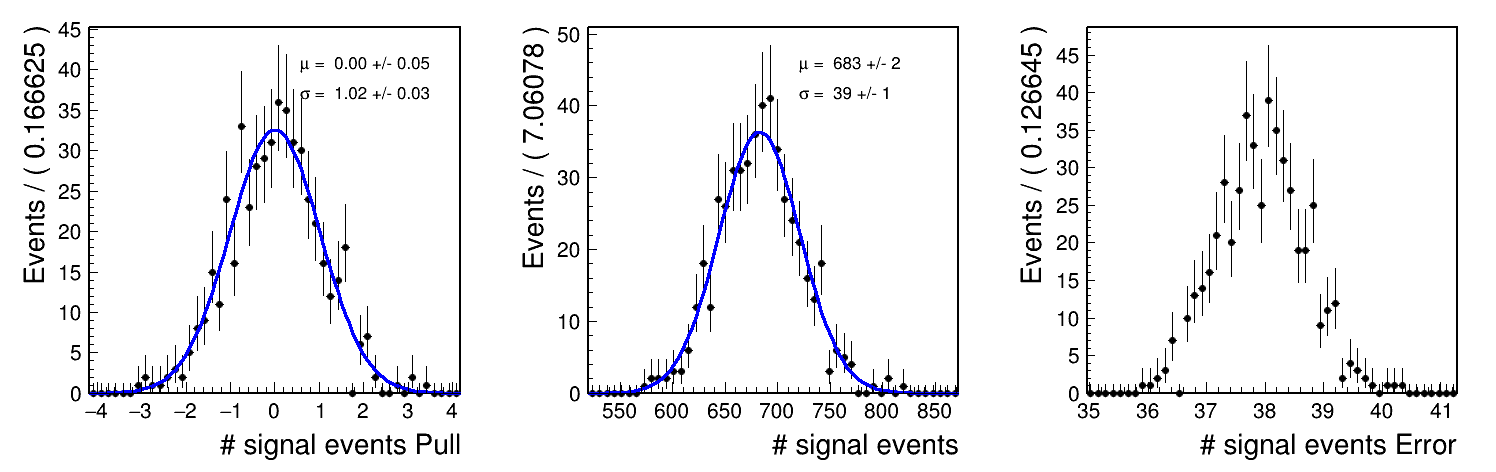 Events / ( 0.166625 )
45
40
35
30
25
20
15
10
5
0
μ = 0.00 +/- 0.05
σ = 1.02 +/- 0.03
−4 −3 −2 −1 0 1 2 3 4
# signal events Pull
Events / ( 7.06078 )
50
40
30
20
10
0
μ = 683 +/- 2
σ = 39 +/- 1
550 600 650 700 750 800 850
# signal events
Events / ( 0.126645 )
45
40
35
30
25
20
15
10
5
0
35 36 37 38 39 40 41
# signal events Error